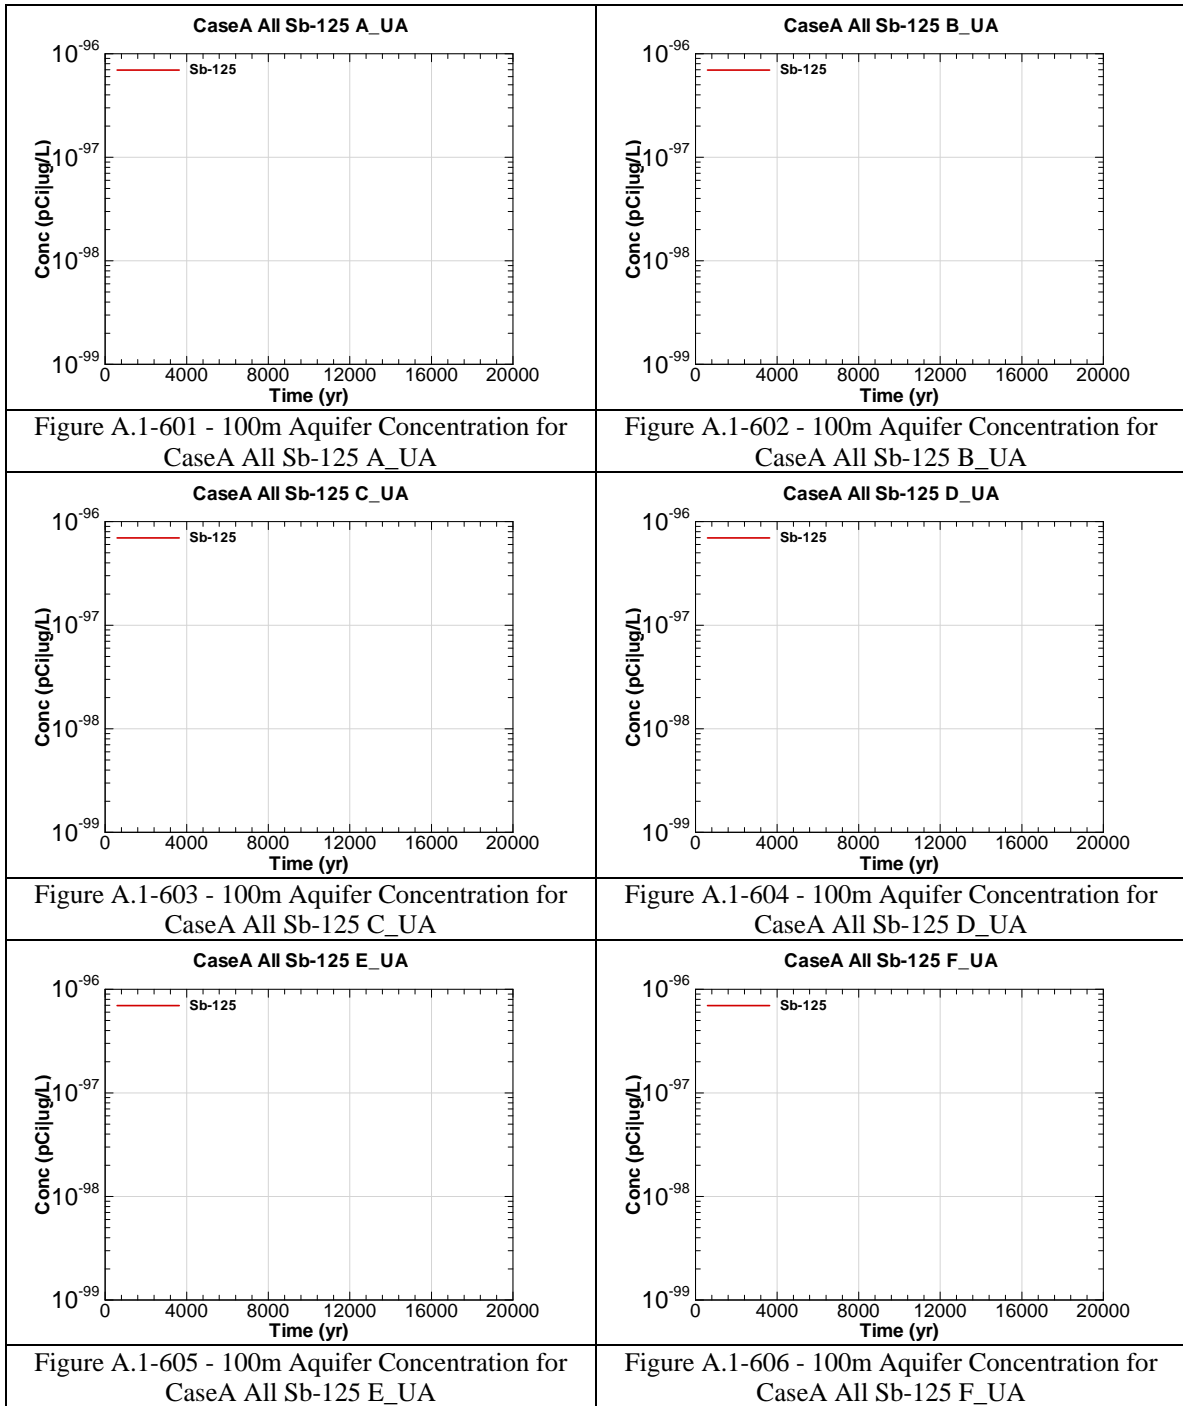 CaseA All Sb-125 A_UA
10-96
Sb-125
10-97
Conc (pCi|ug/L)
10-98
10-99
0 4000 8000 12000 16000 20000
Time (yr)
Figure A.1-601 - 100m Aquifer Concentration for
CaseA All Sb-125 A_UA
CaseA All Sb-125 B_UA
10-96
Sb-125
10-97
Conc (pCi|ug/L)
10-98
10-99
0 4000 8000 12000 16000 20000
Time (yr)
Figure A.1-602 - 100m Aquifer Concentration for
CaseA All Sb-125 B_UA
CaseA All Sb-125 C_UA
10-96
Sb-125
10-97
Conc (pCi|ug/L)
10-98
10-99
0 4000 8000 12000 16000 20000
Time (yr)
Figure A.1-603 - 100m Aquifer Concentration for
CaseA All Sb-125 C_UA
CaseA All Sb-125 D_UA
10-96
Sb-125
10-97
Conc (pCi|ug/L)
10-98
10-99
0 4000 8000 12000 16000 20000
Time (yr)
Figure A.1-604 - 100m Aquifer Concentration for
CaseA All Sb-125 D_UA
CaseA All Sb-125 E_UA
10-96
Sb-125
10-97
Conc (pCi|ug/L)
10-98
10-99
0 4000 8000 12000 16000 20000
Time (yr)
Figure A.1-605 - 100m Aquifer Concentration for
CaseA All Sb-125 E_UA
CaseA All Sb-125 F_UA
10-96
Sb-125
10-97
Conc (pCi|ug/L)
10-98
10-99
0 4000 8000 12000 16000 20000
Time (yr)
Figure A.1-606 - 100m Aquifer Concentration for
CaseA All Sb-125 F_UA